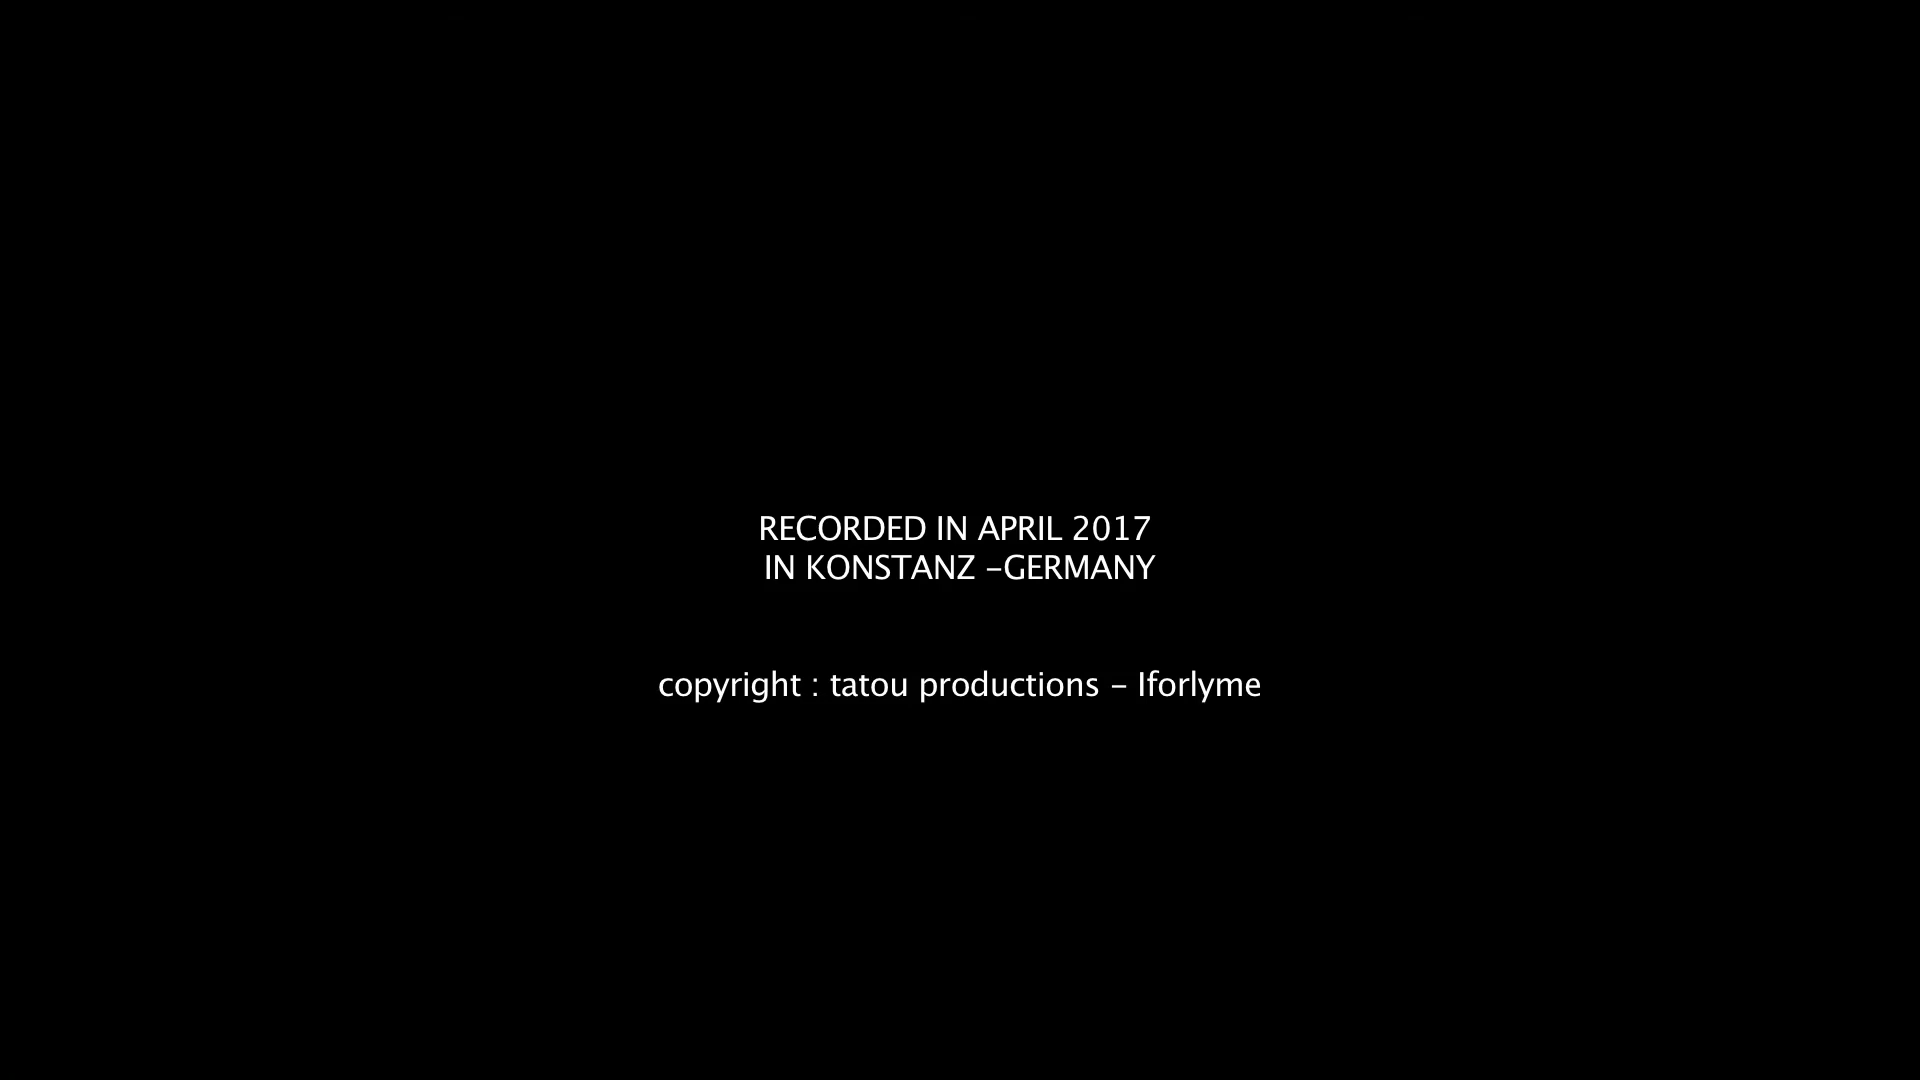 RECORDED IN APRIL 2017
IN KONSTANZ -GERMANY
copyright : tatou productions - Iforlyme